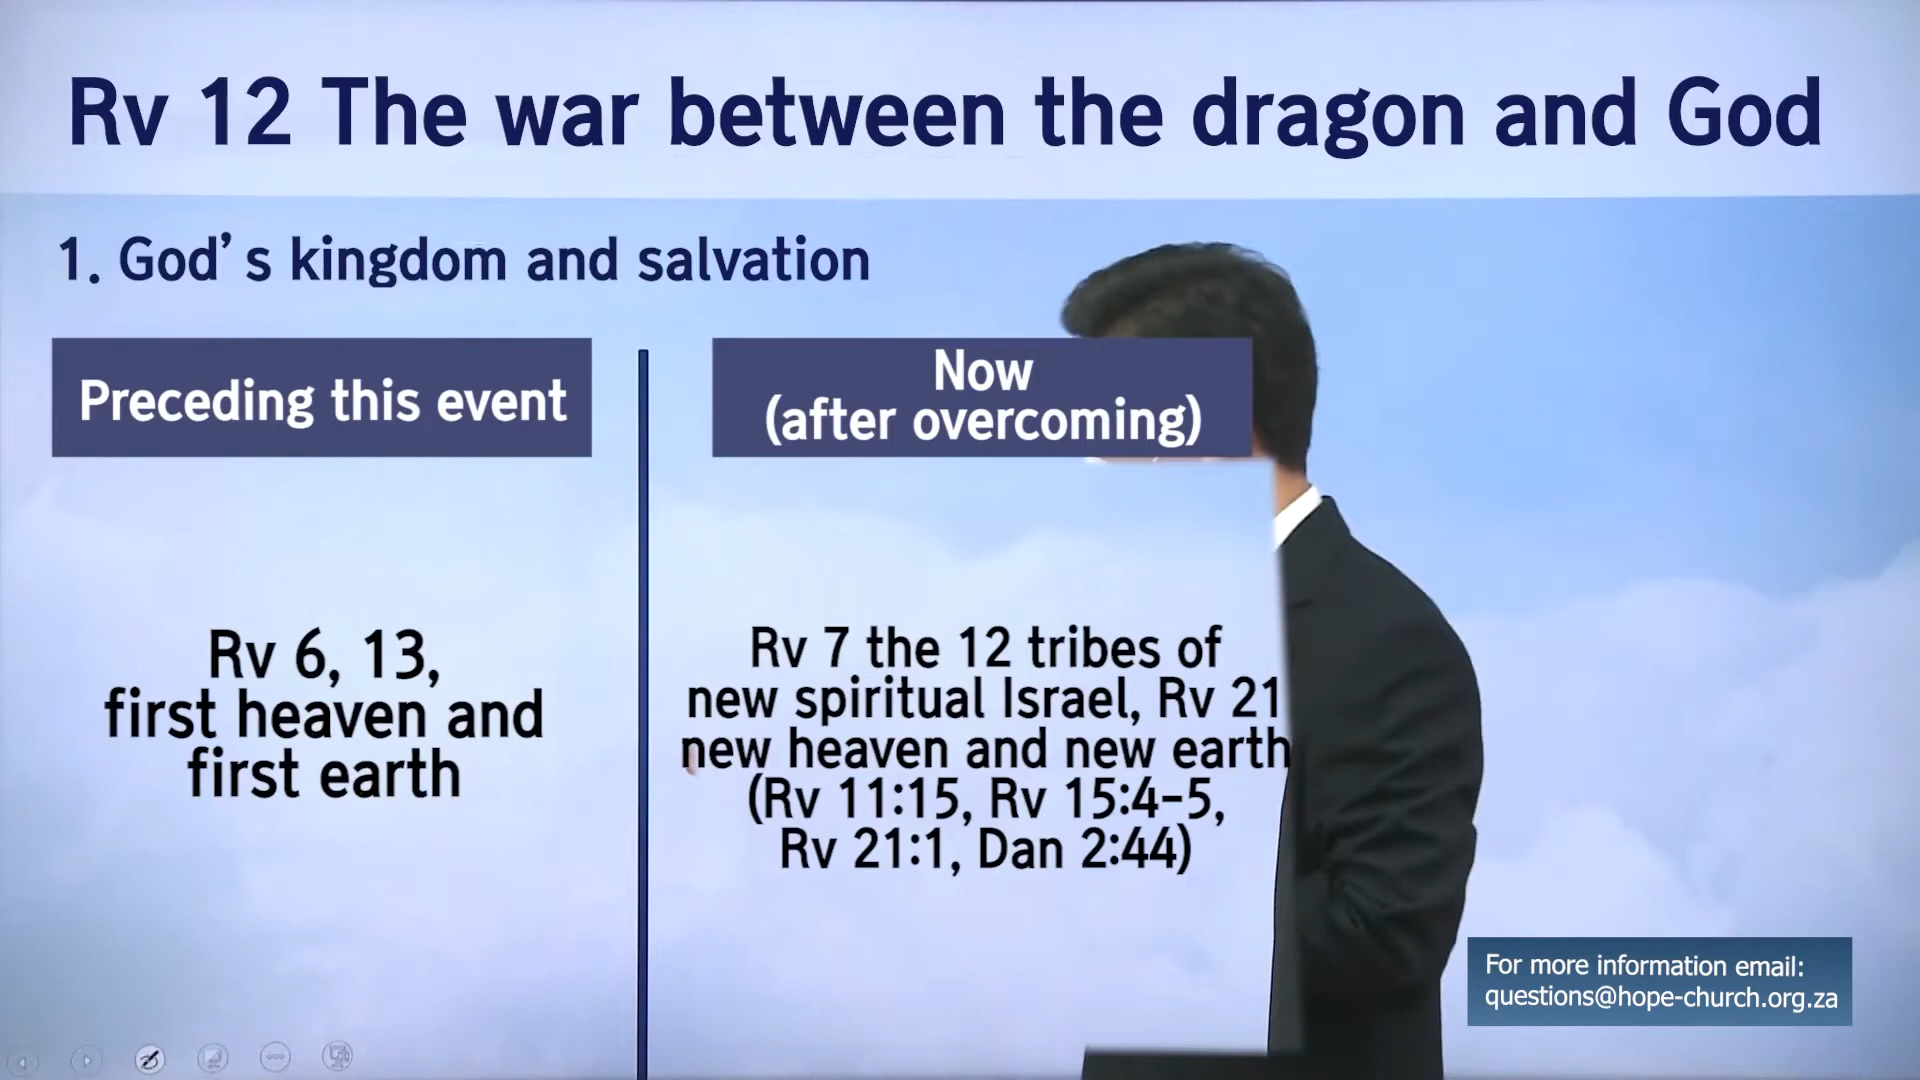 Rv 12 The war between the dragon and God
1. God's kingdom and salvation
Preceding this event
Now
(after overcoming)
Rv 6, 13,
first heaven and
first earth
Rv 7 the 12 tribes of
new spiritual Israel, Rv 21
new heaven and new earth
(Rv 11:15, Rv 15:4-5,
Rv 21:1, Dan 2:44)
For more information email:
questions@hope-church.org.za